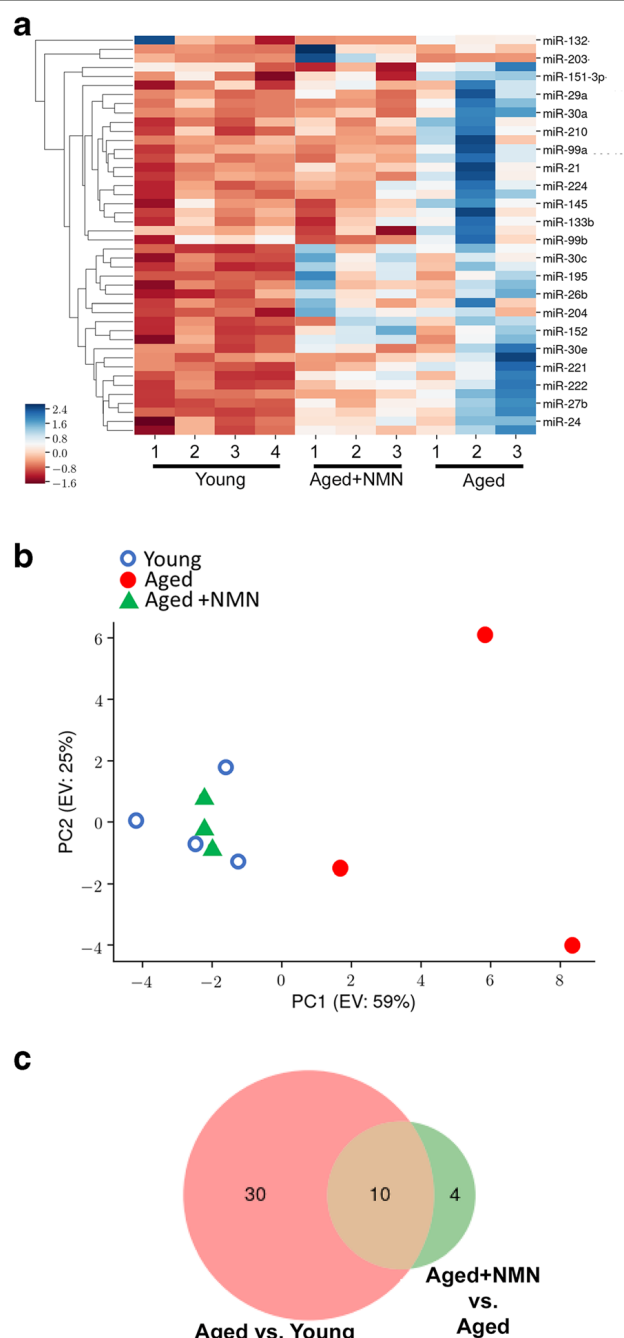 a
miR-132
miR-203
miR-151-3p
miR-29a
miR-30a
miR-210
miR-99a
miR-21
miR-224
miR-145
miR-133b
miR-99b
miR-30c
miR-195
miR-26b
miR-204
miR-152
miR-30e
miR-221
miR-222
miR-27b
miR-24
2.4
1.6
0.8
0.0
−0.8
−1.6
1 2 3 4 1 2 3 1 2 3
Young Aged+NMN Aged
b
Young
Aged
Aged +NMN
6
4
2
0
−2
−4
PC2 (EV: 25%)
−4 −2 0 2 4 6 8
PC1 (EV: 59%)
c
30 10 4
Aged+NMN
vs.
Aged
Aged vs. Young